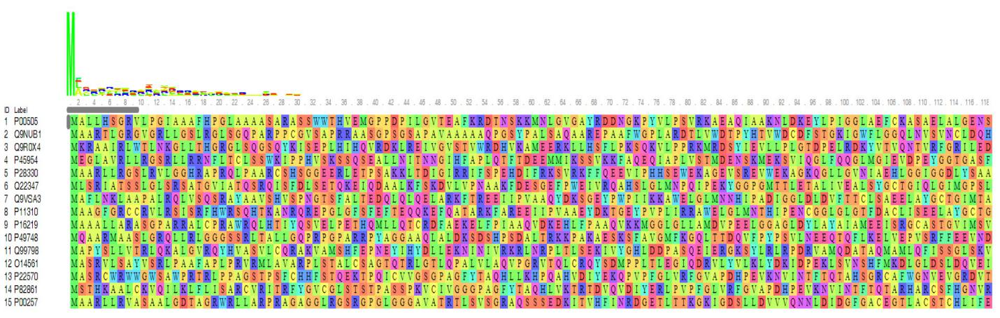 . 2 . 4 . 6 . 8 . 10 . 12 . 14 . 16 . 18 . 20 . 22 . 24 . 26 . 28 . 30 . 32 . 34 . 36 . 38 . 40 . 42 . 44 . 46 . 48 . 50 . 52 . 54 . 56 . 58 . 60 . 62 . 64 . 66 . 68 . 70 . 72 . 74 . 76 . 78 . 80 . 82 . 84 . 86 . 88 . 90 . 92 . 94 . 96 . 98 . 100 . 102 . 104 . 106 . 108 . 110 . 112 . 114 . 116 . 118
ID Label
1 P00505 MALLHSGRVLPGIAAAFHPGLAAAASARASSWWTHVEMGPPDPILGVTEAFKRDTNSKKMNLGVGAYRDDNGKPYVLPSVRKAEAQIAAKNLDKEYLPIGGLAEFCKASAELALGENS
2 Q9NUB1 MAARTLGRGVGRLLGSLRGLSGQPARPPCGVSAPRRAASGPSGSAPAVAAAAAQPGSYPALSAQAAREPAAFWGPLARDTLVWDTPYHTVWDCDFSTGKIGWFLGGQLNVSVNCLDQH
3 Q9R0X4 MKRAAIRLWTLNKGLLTHGRGLSQGSQYKISEPLHIHQVRDKLREIVGVSTVWRDHVKAMEERKLLHSFLPKSQKVLPPRKMRDSYIEVLLPLGTDPELRDKYVTVQNTVRFGRILED
4 P45954 MEGLAVRLLRGSRLLRRNFLTCLSSWKIPPHVSKSSQSEALLNITNNGIHFAPLQTFTDEEMMIKSSVKKFAQEQIAPLVSTMDENSKMEKSVIQGLFQQGLMGIEVDPEYGGTGASF
5 P28330 MAARLLRGSLRVLGGHRAPRQLPAARCSHSGGEERLETPSAKKLTDIGIRRIFSPEHDIFRKSVRKFFQEEVIPHHSEWEKAGEVSREVWEKAGKQGLLGVNIAEHLGGIGGDLYSAA
6 Q22347 MLSRIATSSLGLSRSATGVIATQSRQISFDLSETQKEIQDAALKFSKDVLVPNAAKFDESGEFPWEIVRQAHSLGLMNPQIPEKYGGPGMTTLETALIVEALSYGCTGIQLGIMGPSL
7 Q9VSA3 MAFLNKLAAPALRQLVSQSRAYAAVSHVSPNGTSFALTEDQLQLQELARKFTREEIIPVAAQYDKSGEYPWPIIKKAWELGLMNNHIPADIGGLDLDVFTTCLSAEELAYGCTGIMTA
8 P11310 MAAGFGRCCRVLRSISRFHWRSQHTKANRQREPGLGFSFEFTEQQKEFQATARKFAREEIIPVAAEYDKTGEYPVPLIRRAWELGLMNTHIPENCGGLGLGTFDACLISEELAYGCTG
9 P16219 MAAALLARASGPARRALCPRAWRQLHTIYQSVELPETHQMLLQTCRDFAEKELFPIAAQVDKEHLFPAAQVKKMGGLGLLAMDVPEELGGAGLDYLAYAIAMEEISRGCASTGVIMSV
10 P49748 MQAARMAASLGRQLLRLGGGSSRLTALLGQPRPGPARRPYAGGAAQLALDKSDSHPSDALTRKKPAKAESKSFAVGMFKGQLTTDQVFPYPSVLNEEQTQFLKELVEPVSRFFEEVND
11 Q99798 MAPYSLLVTRLQKALGVRQYHVASVLCQRAKVAMSHFEPNEYIHYDLLEKNINIVRKRLNRPLTLSEKIVYGHLDDPASQEIERGKSYLRLRPDRVAMQDATAQMAMLQFISSGLSKV
12 O14561 MASRVLSAYVSRLPAAFAPLPRVRMLAVARPLSTALCSAGTQTRLGTLQPALVLAQVPGRVTQLCRQYSDMPPLTLEGIQDRVLYVLKLYDKIDPEKLSVNSHFMKDLGLDSLDQVEI
13 P22570 MASRCWRWWGWSAWPRTRLPPAGSTPSFCHHFSTQEKTPQICVVGSGPAGFYTAQHLLKHPQAHVDIYEKQPVPFGLVRFGVAPDHPEVKNVINTFTQTAHSGRCAFWGNVEVGRDVT
14 P82861 MSTHKAALCKVQILKLFLISARCVRITRFYGVCGLSTSTPASSPKVCIVGGGPAGFYTAQHLVKTRTDVQVDIYERLPVPFGLVRFGVAPDHPEVKNVINTFTQTARHARCSFHGNVR
15 P00257 MAARLLRVASAALGDTAGRWRLLARPRAGAGGLRGSRGPGLGGGAVATRTLSVSGRAQSSSEDKITVHFINRDGETLTTKGKIGDSLLDVVVQNNLDIDGFGACEGTLACSTCHLIFE